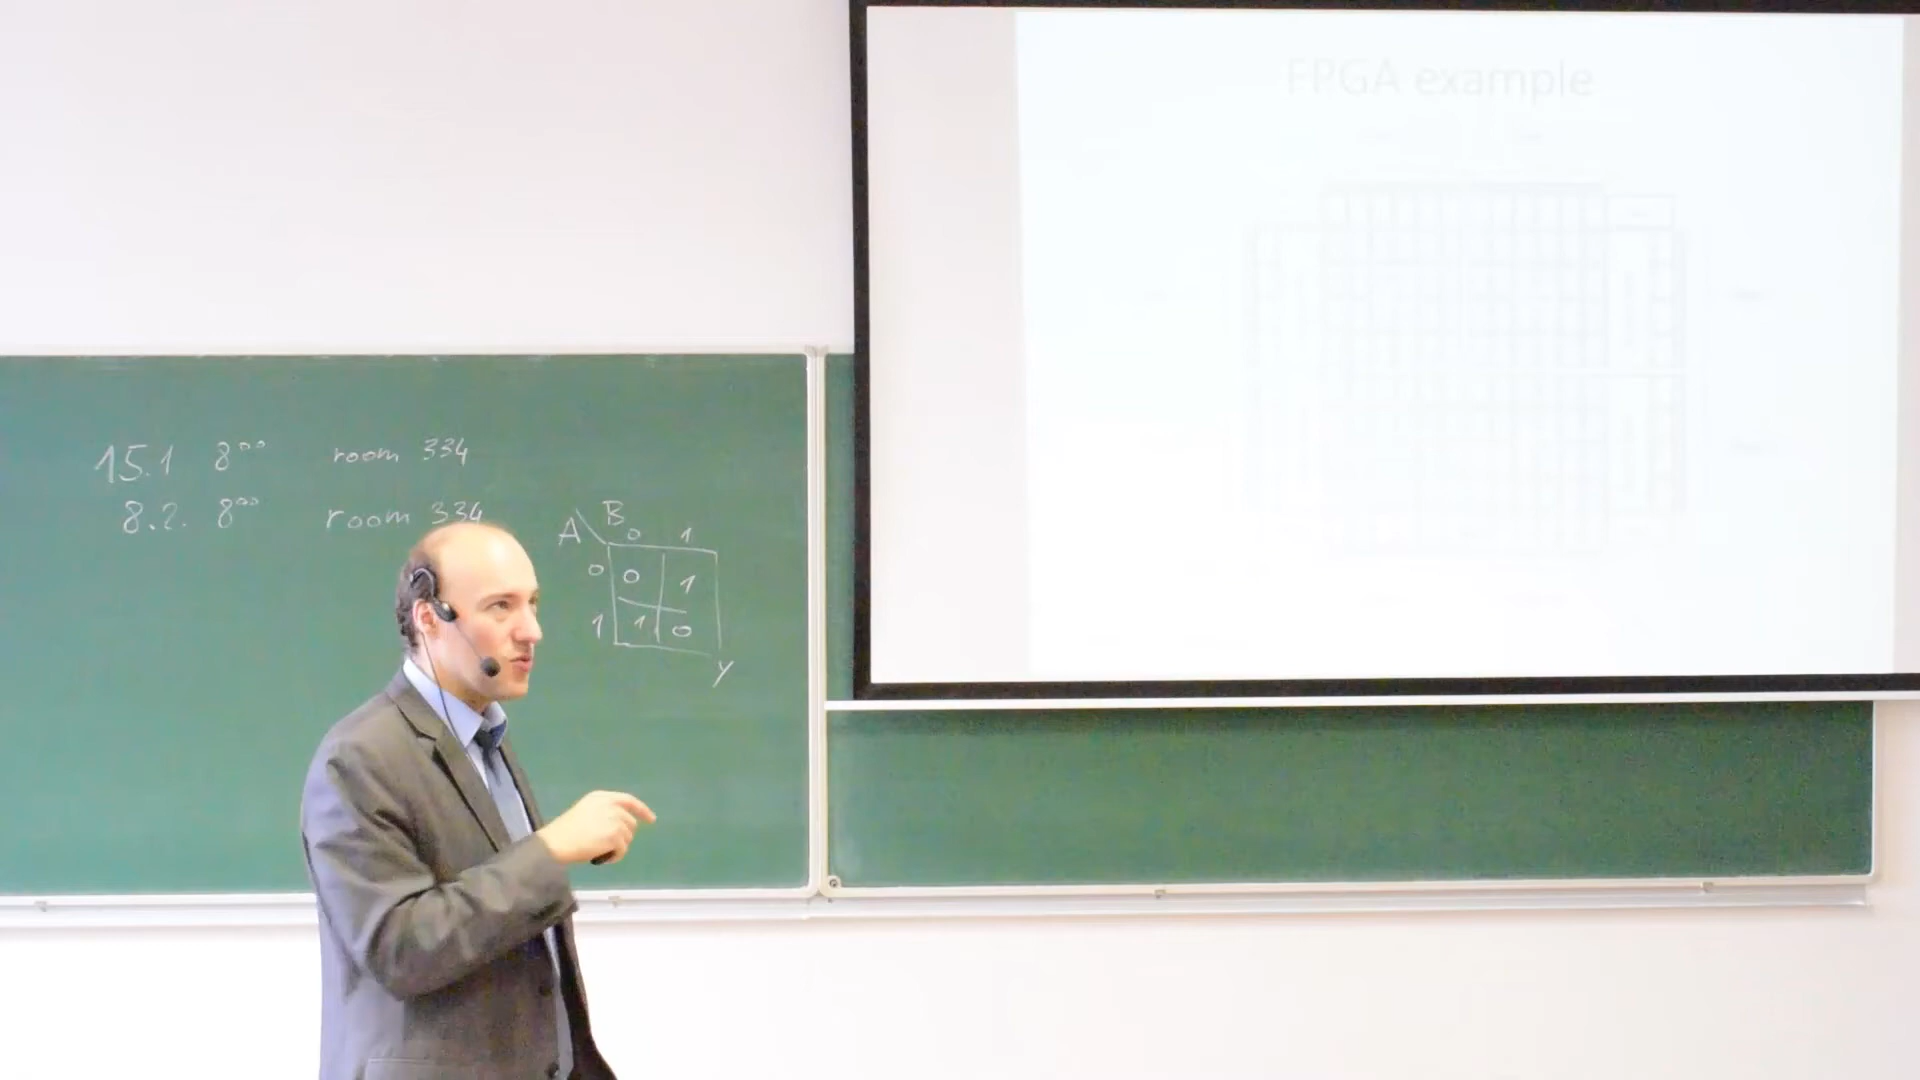 15.1 8⁰⁰ room 334
8.2. 8⁰⁰ room 334
A B
0 1
0 0 1
1 1 0
y
FPGA example